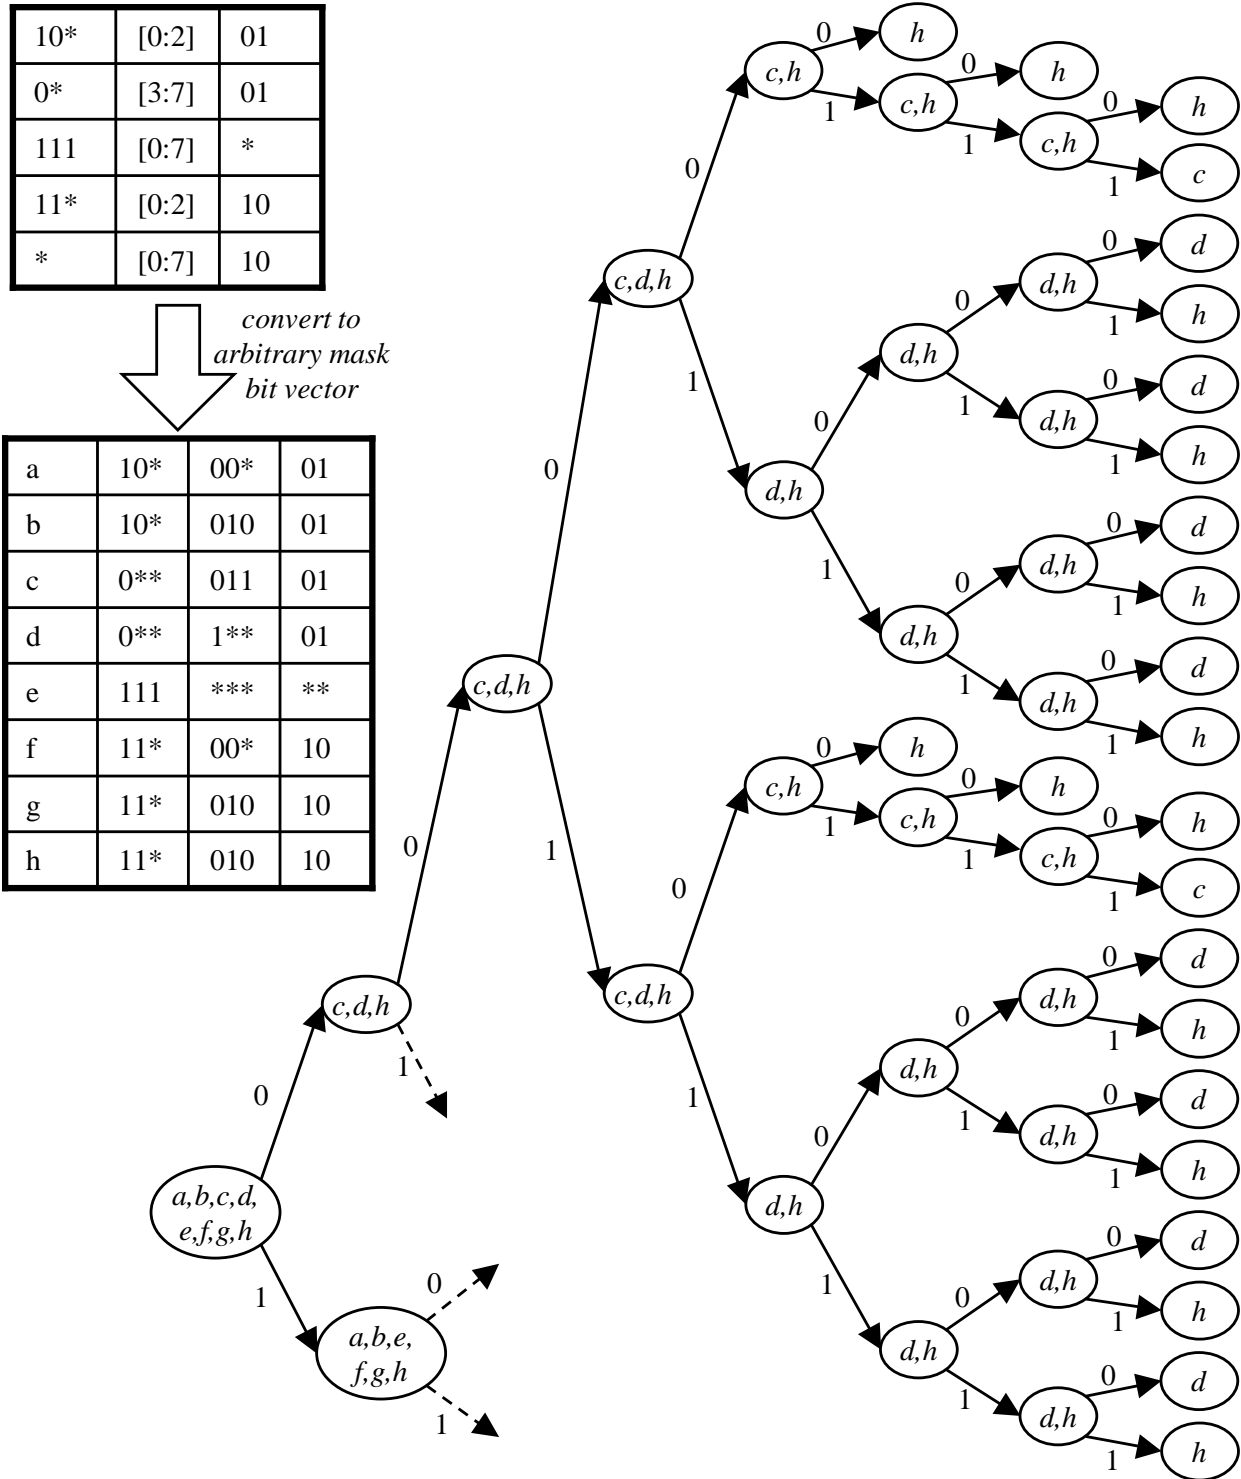 10* [0:2] 01
0* [3:7] 01
111 [0:7] *
11* [0:2] 10
* [0:7] 10
convert to
arbitrary mask
bit vector
a 10* 00* 01
b 10* 010 01
c 0** 011 01
d 0** 1** 01
e 111 *** **
f 11* 00* 10
g 11* 010 10
h 11* 010 10
a,b,c,d,
e,f,g,h
0
1
c,d,h
0
1
a,b,e,
f,g,h
0
1
c,d,h
0
1
c,d,h
0
1
c,h
0
h
1
c,h
0
h
1
c,h
0
h
1
c
d,h
0
1
d,h
0
1
d,h
0
d
1
h
d,h
0
d
1
h
d,h
0
1
d,h
0
d
1
h
d,h
0
d
1
h
c,d,h
0
1
c,h
0
h
1
c,h
0
h
1
c,h
0
h
1
c
d,h
0
1
d,h
0
1
d,h
0
d
1
h
d,h
0
d
1
h
d,h
0
1
d,h
0
d
1
h
d,h
0
d
1
h